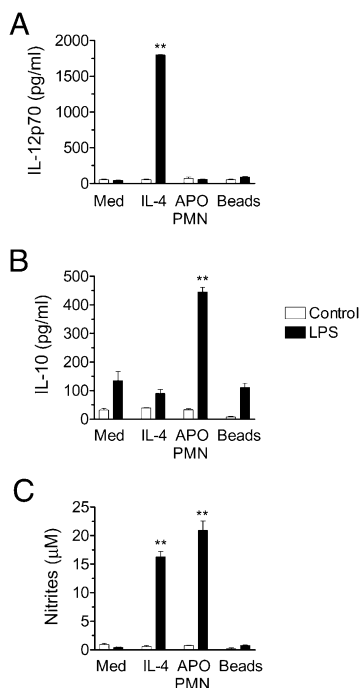 A
IL-12p70 (pg/ml)
2000
1500
1000
500
0
**
Med IL-4 APO Beads
PMN
B
IL-10 (pg/ml)
500
400
300
200
100
0
**
Med IL-4 APO Beads
PMN
Control
LPS
C
Nitrites (μM)
25
20
15
10
5
0
** **
Med IL-4 APO Beads
PMN